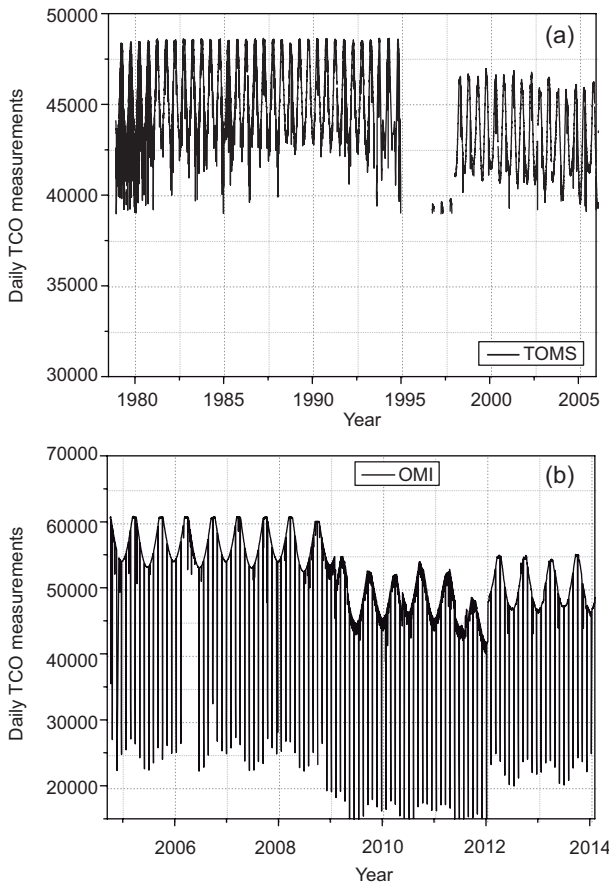 50000
(a)
45000
40000
35000
30000
Daily TCO measurements
TOMS
1980 1985 1990 1995 2000 2005
Year
70000
OMI
(b)
60000
50000
40000
30000
20000
Daily TCO measurements
2006 2008 2010 2012 2014
Year